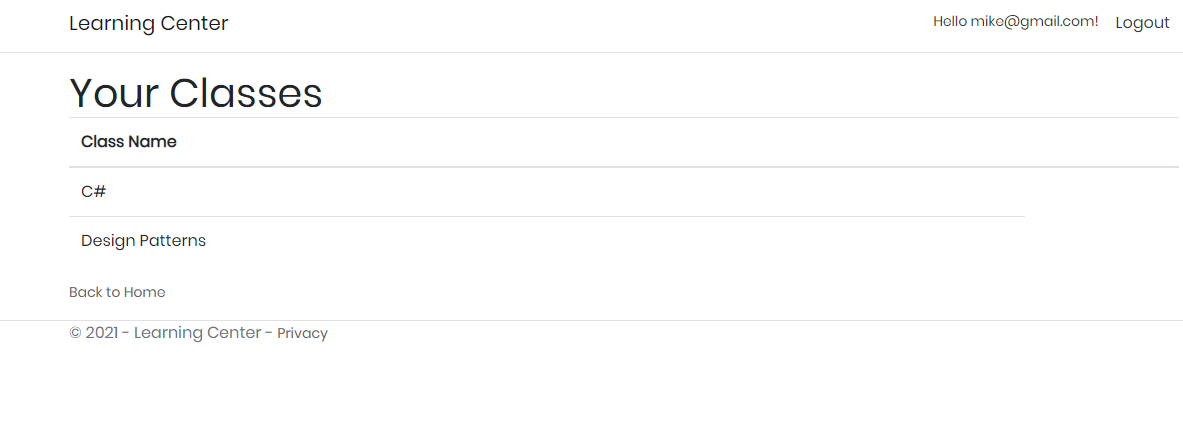 Learning Center Hello mike@gmail.com! Logout
Your Classes
Class Name
C#
Design Patterns
Back to Home
© 2021 - Learning Center - Privacy